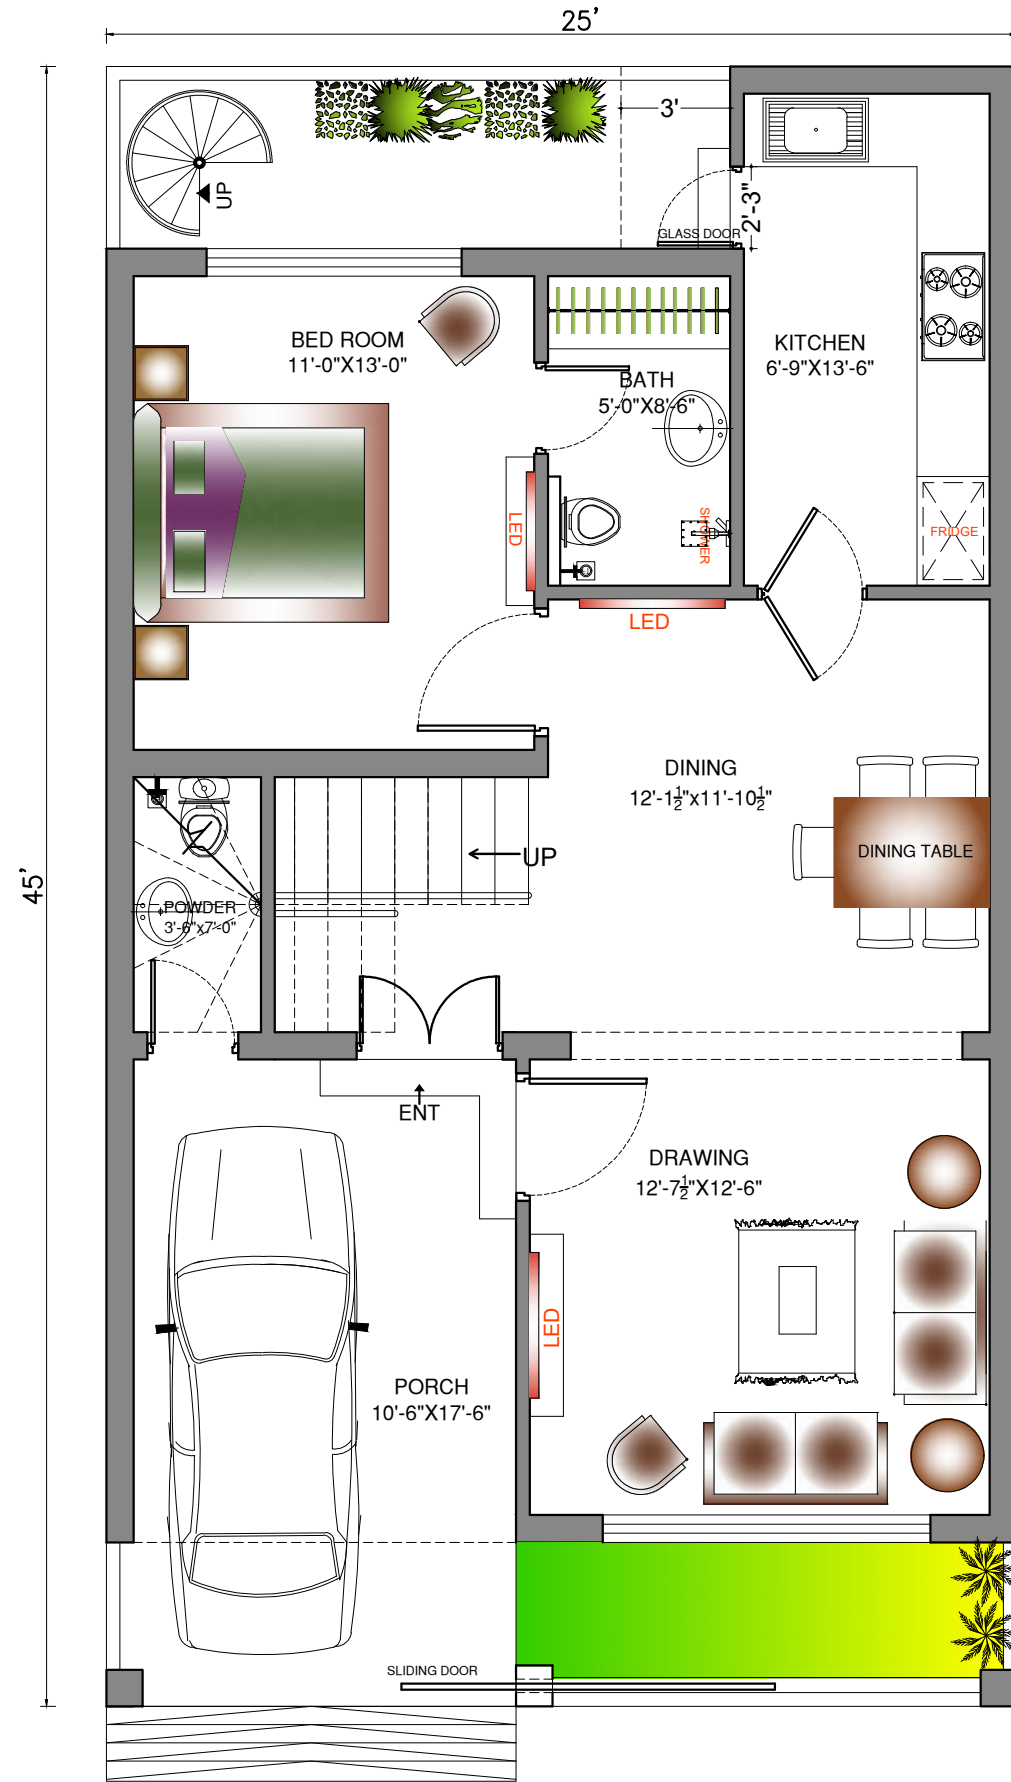 25'
3'
UP
2'-3"
GLASS DOOR
BED ROOM
11'-0"X13'-0"
KITCHEN
6'-9"X13'-6"
BATH
5'-0"X8'-6"
LED
SHOWER
FRIDGE
LED
DINING
12'-1½"x11'-10½"
DINING TABLE
UP
45'
POWDER
3'-6"x7'-0"
ENT
DRAWING
12'-7½"X12'-6"
LED
PORCH
10'-6"X17'-6"
SLIDING DOOR